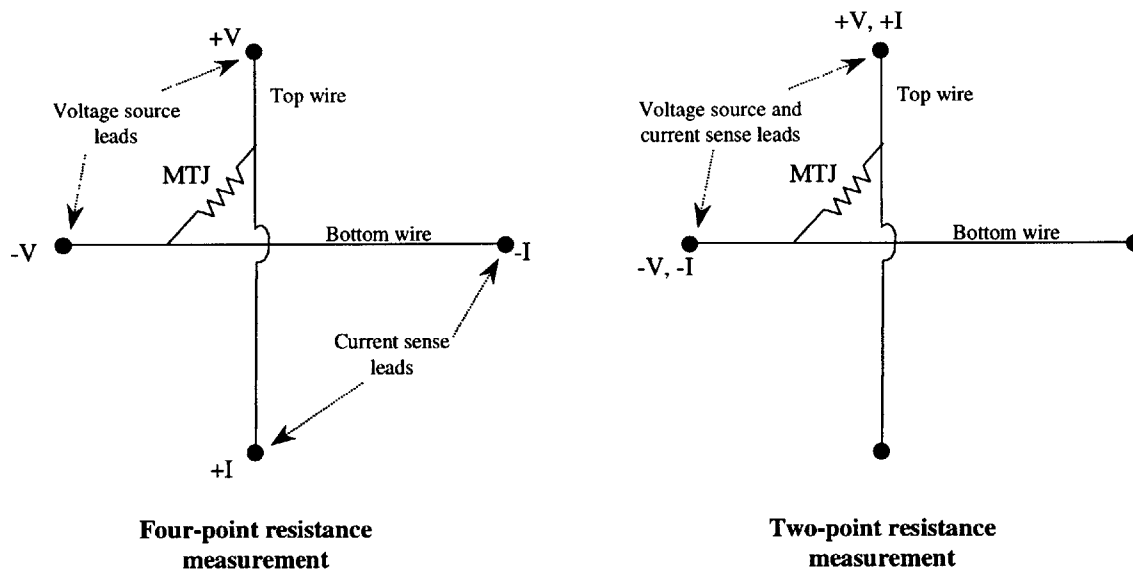 +V
Voltage source
leads
Top wire
MTJ
-V
Bottom wire
-I
Current sense
leads
+I
Four-point resistance
measurement
+V, +I
Voltage source and
current sense leads
Top wire
MTJ
Bottom wire
-V, -I
Two-point resistance
measurement